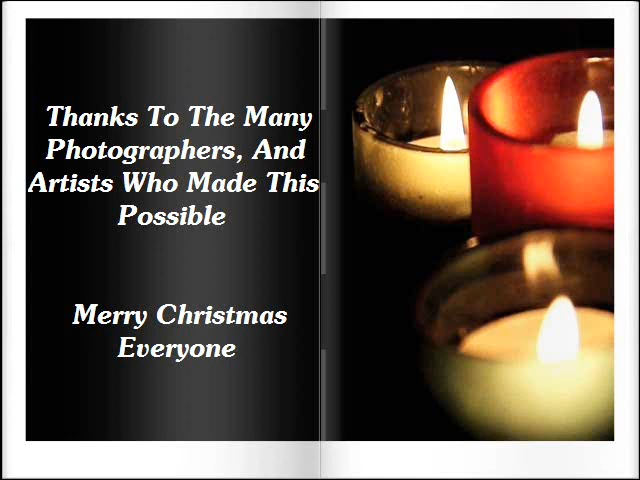 Thanks To The Many
Photographers, And
Artists Who Made This
Possible
Merry Christmas
Everyone